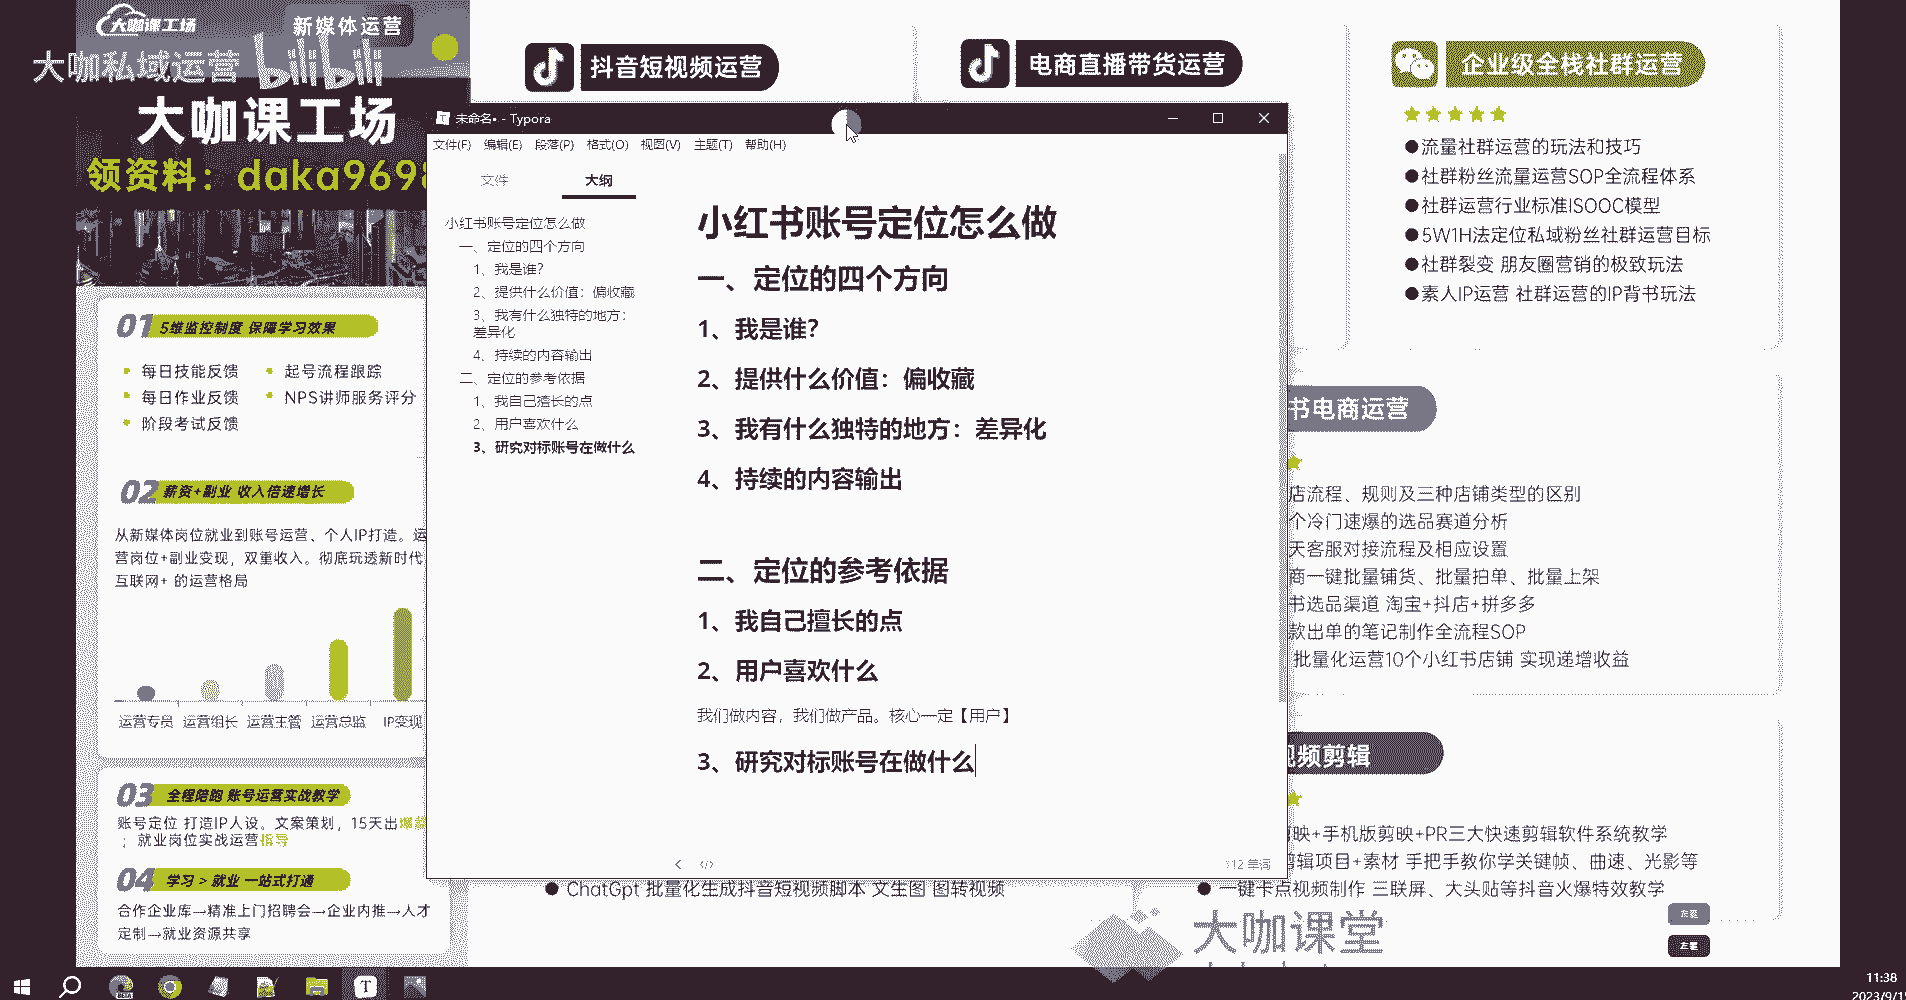 大咖课工场
新媒体运营
大咖私域运营
bilibili
大咖课工场
领资料：daka969
抖音短视频运营
电商直播带货运营
企业级全栈社群运营
●流量社群运营的玩法和技巧
●社群粉丝流量运营SOP全流程体系
●社群运营行业标准ISOOC模型
●5W1H法定位私域粉丝社群运营目标
●社群裂变 朋友圈营销的极致玩法
●素人IP运营 社群运营的IP背书玩法
未命名• - Typora
文件(F) 编辑(E) 段落(P) 格式(O) 视图(V) 主题(T) 帮助(H)
文件
大纲
小红书账号定位怎么做
一、定位的四个方向
1、我是谁？
2、提供什么价值：偏收藏
3、我有什么独特的地方：
差异化
4、持续的内容输出
二、定位的参考依据
1、我自己擅长的点
2、用户喜欢什么
3、研究对标账号在做什么
小红书账号定位怎么做
一、定位的四个方向
1、我是谁？
2、提供什么价值：偏收藏
3、我有什么独特的地方：差异化
4、持续的内容输出
二、定位的参考依据
1、我自己擅长的点
2、用户喜欢什么
我们做内容，我们做产品。核心一定【用户】
3、研究对标账号在做什么
112 单词
01 5维监控制度 保障学习效果
每日技能反馈
起号流程跟踪
每日作业反馈
NPS讲师服务评分
阶段考试反馈
02 薪资+副业 收入倍速增长
从新媒体岗位就业到账号运营、个人IP打造。运
营岗位+副业变现，双重收入。彻底玩透新时代
互联网+ 的运营格局
运营专员 运营组长 运营主管 运营总监 IP变现
03 全程陪跑 账号运营实战教学
账号定位 打造IP人设。文案策划，15天出爆款
；就业岗位实战运营指导
04 学习 > 就业 一站式打通
合作企业库→精准上门招聘会→企业内推→人才
定制→就业资源共享
书电商运营
店流程、规则及三种店铺类型的区别
个冷门速爆的选品赛道分析
天客服对接流程及相应设置
商一键批量铺货、批量拍单、批量上架
书选品渠道 淘宝+抖店+拼多多
款出单的笔记制作全流程SOP
批量化运营10个小红书店铺 实现递增收益
视频剪辑
剪映+手机版剪映+PR三大快速剪辑软件系统教学
剪辑项目+素材 手把手教你学关键帧、曲速、光影等
● 一键卡点视频制作 三联屏、大头贴等抖音火爆特效教学
● ChatGpt 批量化生成抖音短视频脚本 文生图 图转视频
大咖课堂
11:38